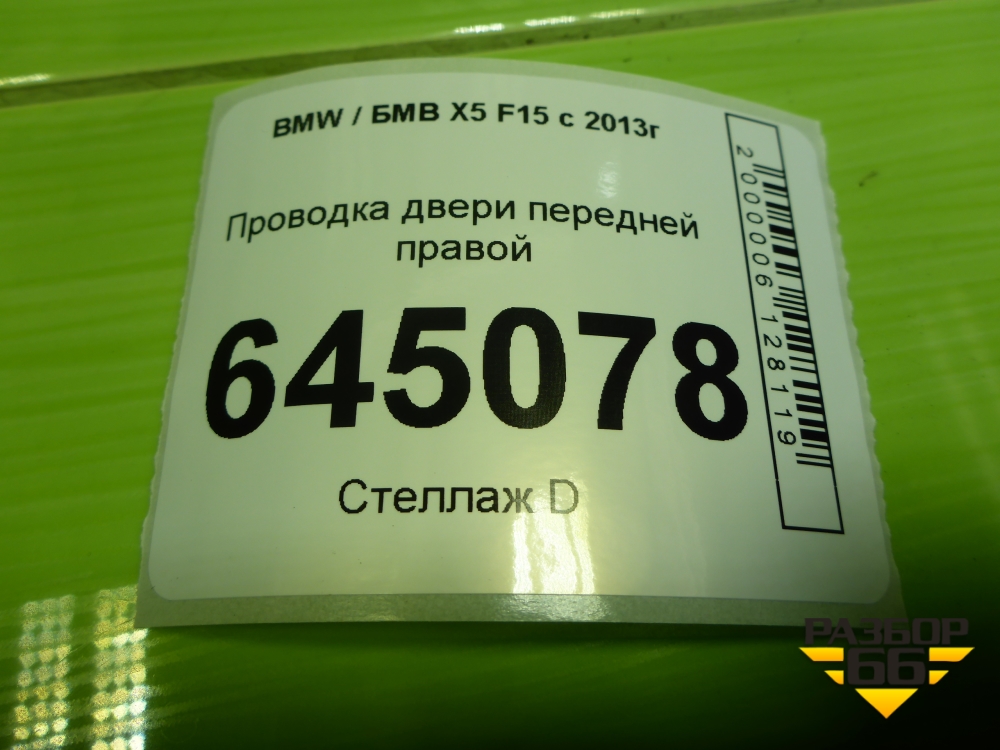 BMW / БМВ X5 F15 с 2013г
Проводка двери передней
правой
645078
Стеллаж D
2000006128119
РАЗБОР
66